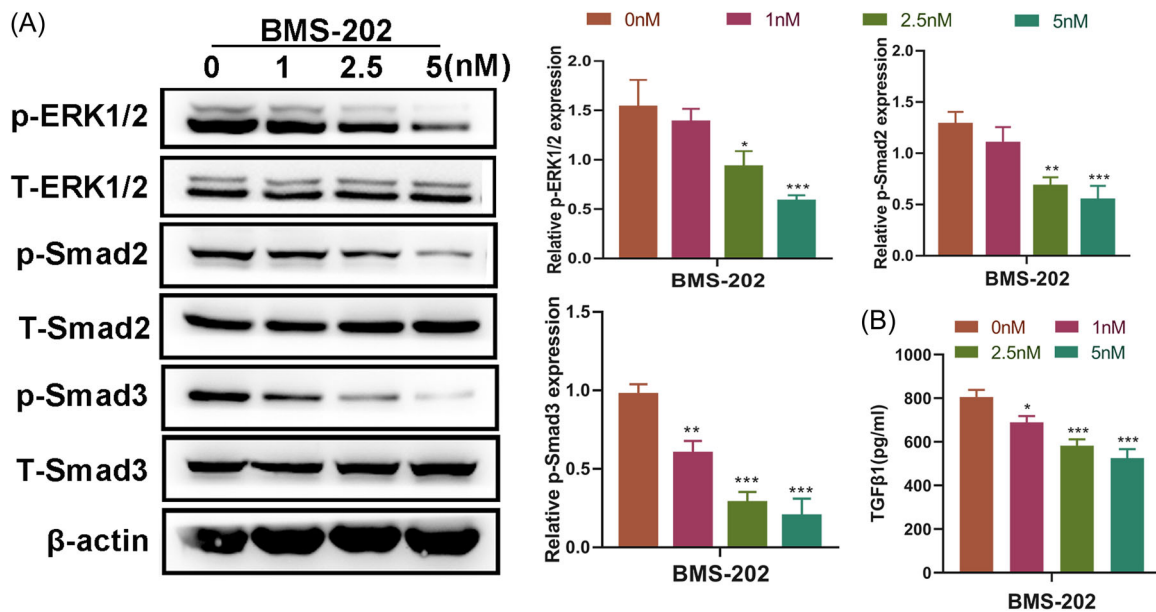 (A)
BMS-202
0 1 2.5 5(nM)
p-ERK1/2
T-ERK1/2
p-Smad2
T-Smad2
p-Smad3
T-Smad3
β-actin
0nM 1nM 2.5nM 5nM
Relative p-ERK1/2 expression
2.0
1.5
1.0
0.5
0.0
*
***
BMS-202
Relative p-Smad2 expression
2.0
1.5
1.0
0.5
0.0
**
***
BMS-202
Relative p-Smad3 expression
1.5
1.0
0.5
0.0
**
***
***
BMS-202
(B)
0nM 1nM
2.5nM 5nM
TGFβ1(pg/ml)
1000
800
600
400
200
0
*
***
***
BMS-202